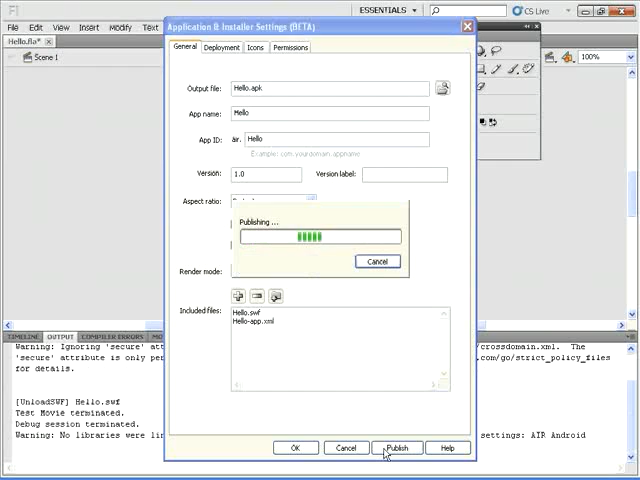 Fl
ESSENTIALS
CS Live
File Edit View Insert Modify Text
Hello.fla*
Scene 1
100%
Application & Installer Settings (BETA)
General Deployment Icons Permissions
Output file: Hello.apk
App name: Hello
App ID: air. Hello
Example: com.yourdomain.appname
Version: 1.0 Version label:
Aspect ratio:
Publishing ...
Cancel
Render mode:
Included files: Hello.swf
Hello-app.xml
OK Cancel Publish Help
TIMELINE OUTPUT COMPILER ERRORS MO
Warning: Ignoring 'secure' at /crossdomain.xml. The
'secure' attribute is only pe .com/go/strict_policy_files
for details.
[UnloadSWF] Hello.swf
Test Movie terminated.
Debug session terminated.
Warning: No libraries were lin settings: AIR Android